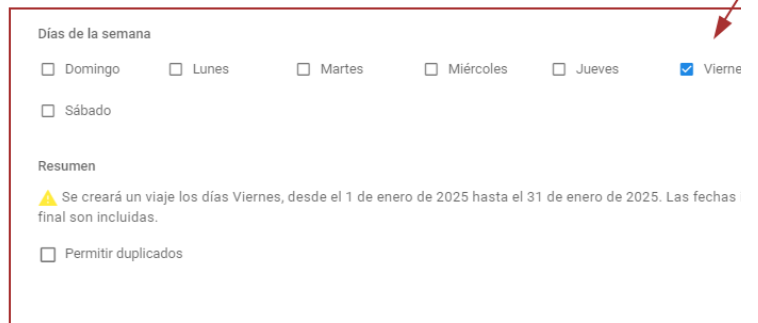 Días de la semana
Domingo Lunes Martes Miércoles Jueves Vierne
Sábado
Resumen
Se creará un viaje los días Viernes, desde el 1 de enero de 2025 hasta el 31 de enero de 2025. Las fechas
final son incluidas.
Permitir duplicados